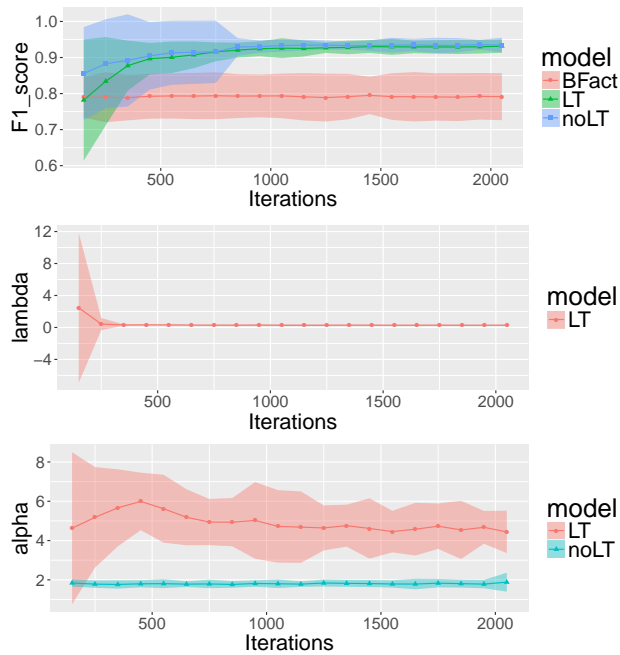 1.0
0.9
0.8
0.7
0.6
F1_score
500
1000
1500
2000
Iterations
model
BFact
LT
noLT
12
8
4
0
−4
lambda
500
1000
1500
2000
Iterations
model
LT
8
6
4
2
alpha
500
1000
1500
2000
Iterations
model
LT
noLT